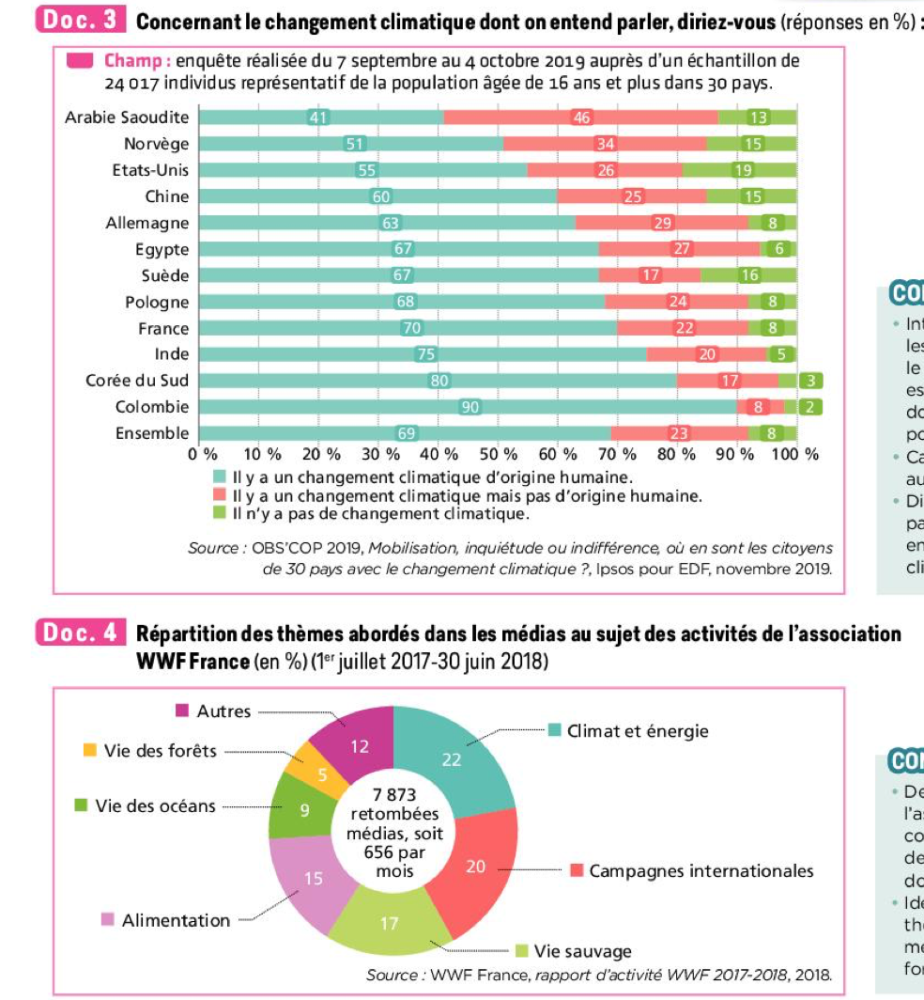 Doc. 3 Concernant le changement climatique dont on entend parler, diriez-vous (réponses en %) :
Champ : enquête réalisée du 7 septembre au 4 octobre 2019 auprès d'un échantillon de
24 017 individus représentatif de la population âgée de 16 ans et plus dans 30 pays.
Arabie Saoudite 41 46 13
Norvège 51 34 15
Etats-Unis 55 26 19
Chine 60 25 15
Allemagne 63 29 8
Egypte 67 27 6
Suède 67 17 16
Pologne 68 24 8
France 70 22 8
Inde 75 20 5
Corée du Sud 80 17 3
Colombie 90 8 2
Ensemble 69 23 8
0 % 10 % 20 % 30 % 40 % 50 % 60 % 70 % 80 % 90 % 100 %
Il y a un changement climatique d'origine humaine.
Il y a un changement climatique mais pas d'origine humaine.
Il n'y a pas de changement climatique.
Source : OBS'COP 2019, Mobilisation, inquiétude ou indifférence, où en sont les citoyens
de 30 pays avec le changement climatique ?, Ipsos pour EDF, novembre 2019.
Doc. 4 Répartition des thèmes abordés dans les médias au sujet des activités de l'association
WWF France (en %) (1er juillet 2017-30 juin 2018)
Autres
12
Climat et énergie
22
Vie des forêts
5
Vie des océans
9
7 873
retombées
médias, soit
656 par
mois
20
Campagnes internationales
15
Alimentation
17
Vie sauvage
Source : WWF France, rapport d'activité WWF 2017-2018, 2018.